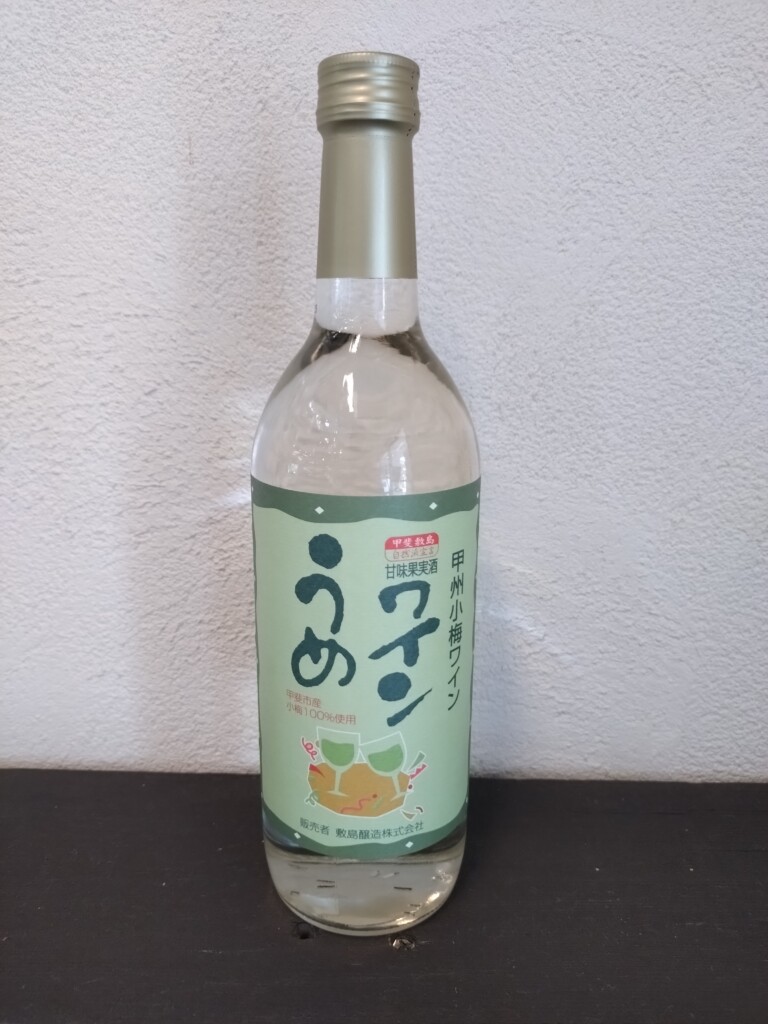 甲州小梅ワイン
甲斐敷島
甘味果実酒
ワイン
うめ
甲斐市産
小梅100%使用
販売者 敷島醸造株式会社